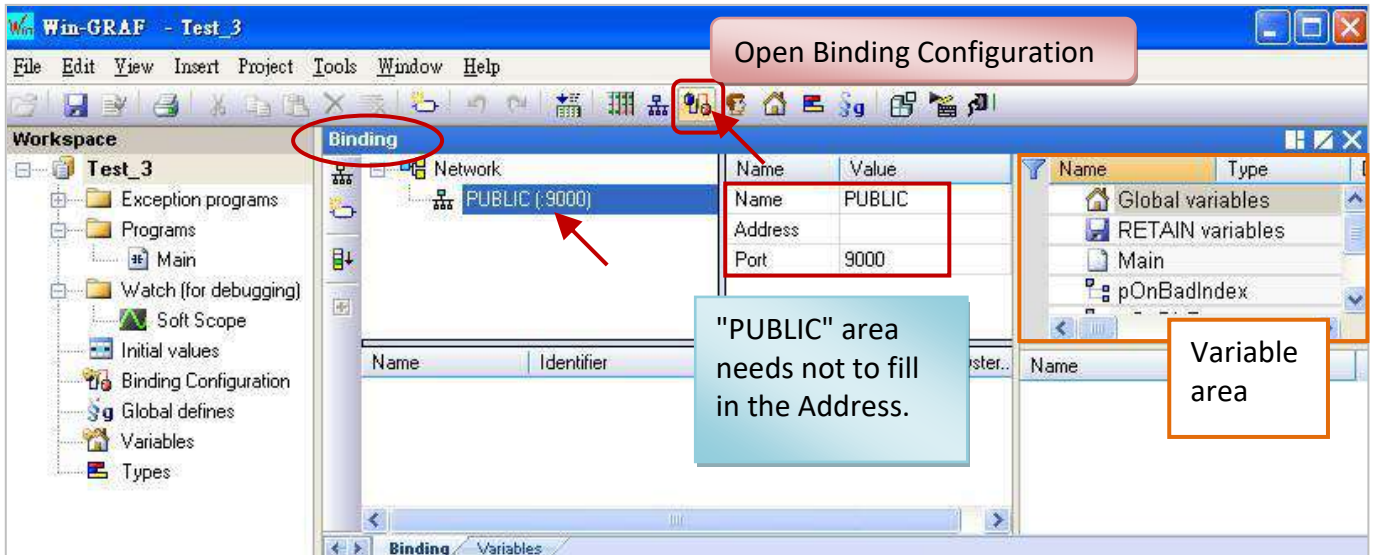 Win-GRAF - Test_3
Open Binding Configuration
File Edit View Insert Project Tools Window Help
Workspace
Binding
Test_3
Exception programs
Programs
Main
Watch (for debugging)
Soft Scope
Initial values
Binding Configuration
Global defines
Variables
Types
Network
PUBLIC (:9000)
Name Value
Name PUBLIC
Address
Port 9000
Name Type
Global variables
RETAIN variables
Main
pOnBadIndex
"PUBLIC" area
needs not to fill
in the Address.
Variable
area
Name Identifier
Name
Binding Variables